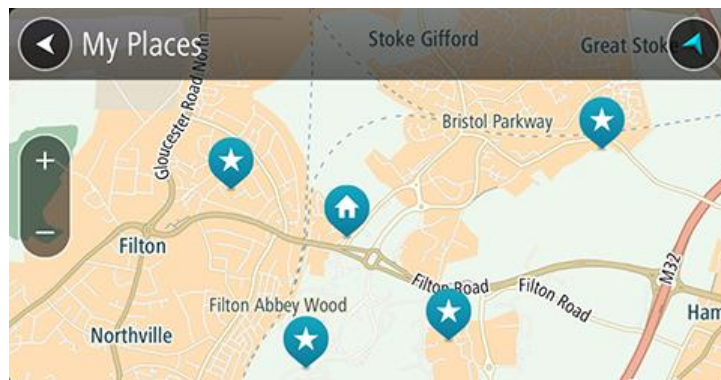 My Places
Stoke Gifford
Great Stoke
Gloucester Road North
Bristol Parkway
Filton
M32
Filton Road
Filton Road
Filton Abbey Wood
Ham
Northville